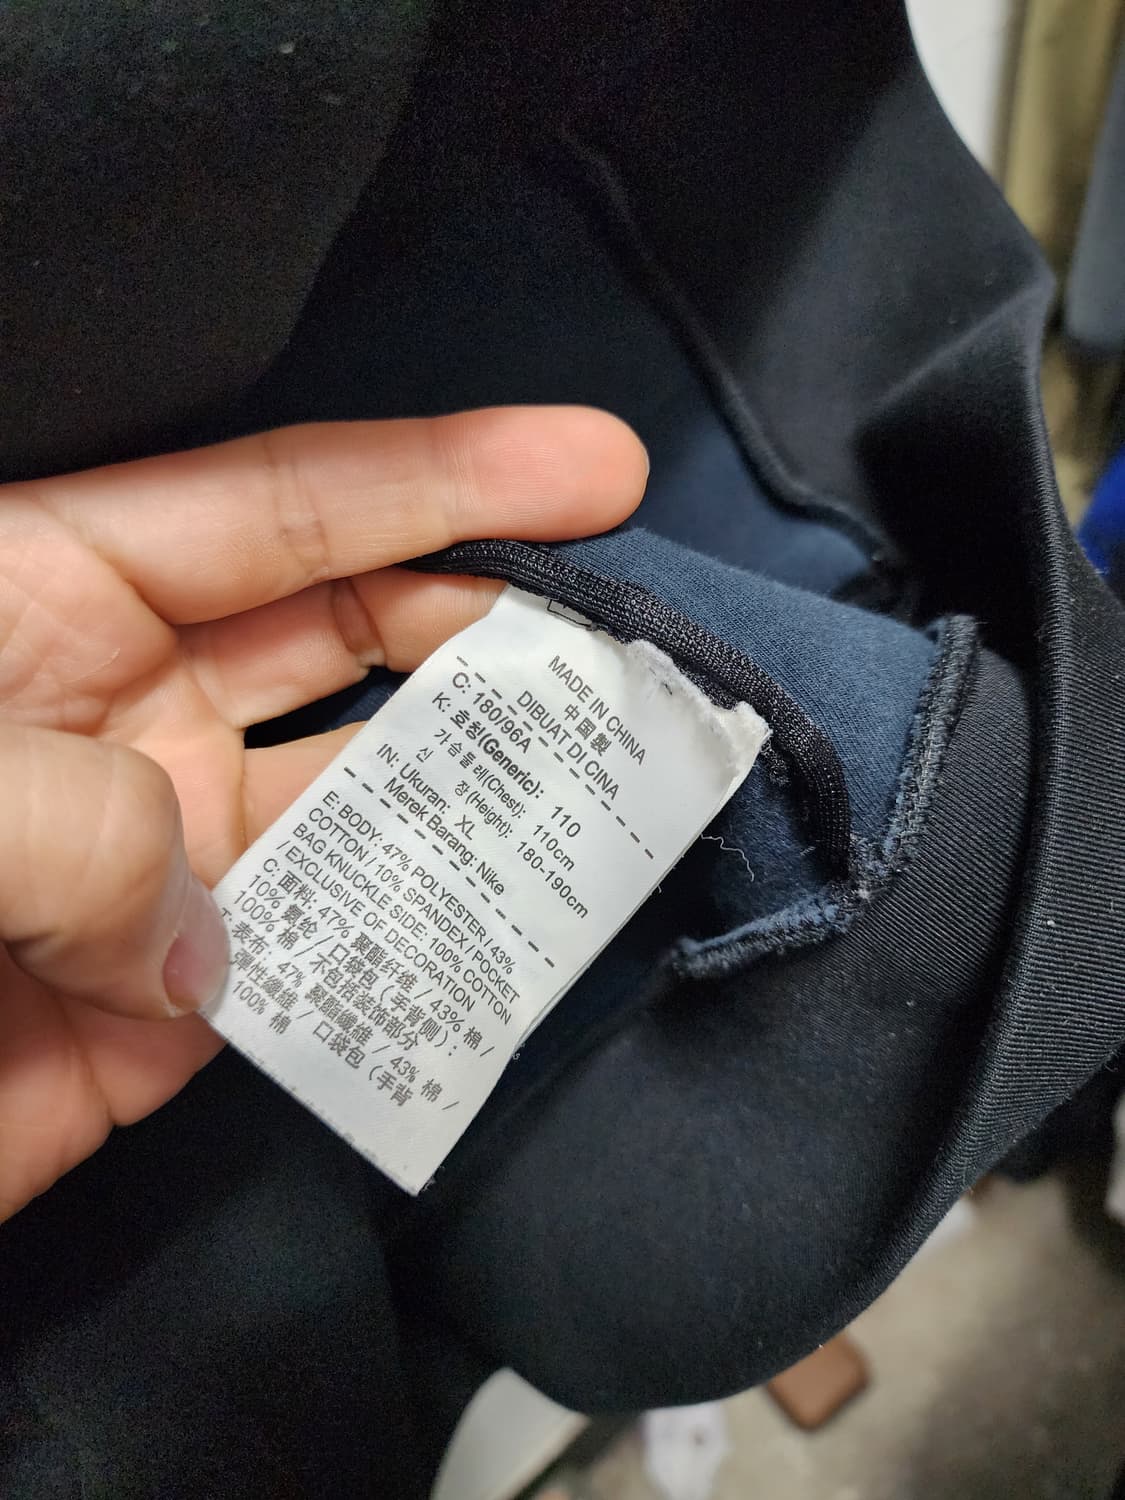 MADE IN CHINA
中国製
DIBUAT DI CINA
C: 180/96A
K: 호칭(Generic): 110
가슴둘레(Chest): 110cm
신 장(Height): 180-190cm
IN: Ukuran: XL
Merek Barang: Nike
E: BODY: 47% POLYESTER / 43%
COTTON / 10% SPANDEX / POCKET
BAG KNUCKLE SIDE: 100% COTTON
/ EXCLUSIVE OF DECORATION
C: 面料: 47% 聚酯纤维 / 43% 棉 /
10% 氨纶 / 口袋包 (手背侧):
100% 棉 / 不包括装饰部分
T: 表布: 47% 聚酯纖維 / 43% 棉 /
彈性纖維 / 口袋包 (手背
100% 棉